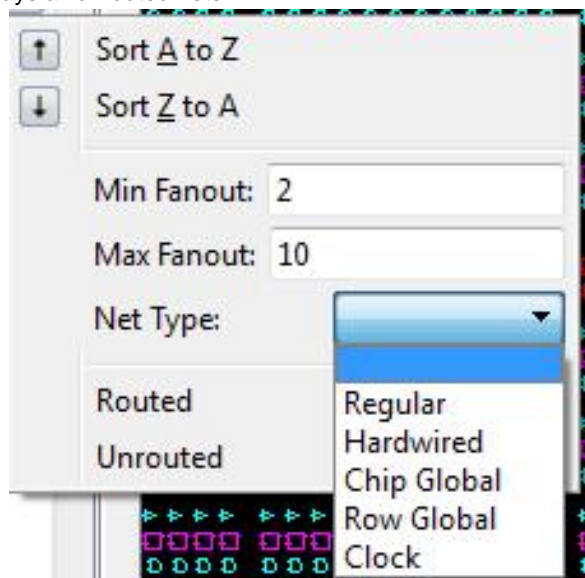 Sort A to Z
Sort Z to A
Min Fanout: 2
Max Fanout: 10
Net Type:
Routed
Unrouted
Regular
Hardwired
Chip Global
Row Global
Clock
D D D D D D D